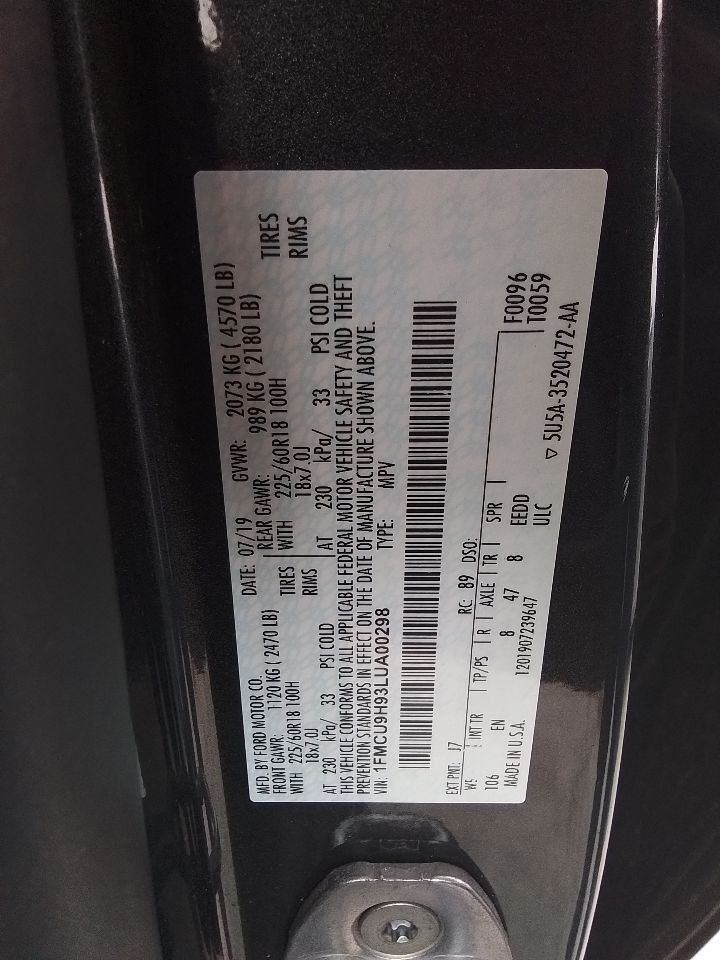 MFD. BY FORD MOTOR CO. DATE: 07/19 GVWR: 2073 KG ( 4570 LB)
FRONT GAWR: 1120 KG ( 2470 LB) REAR GAWR: 989 KG ( 2180 LB)
WITH 225/60R18 100H TIRES WITH 225/60R18 100H TIRES
18x7.0J RIMS 18x7.0J RIMS
AT 230 kPa/ 33 PSI COLD AT 230 kPa/ 33 PSI COLD
THIS VEHICLE CONFORMS TO ALL APPLICABLE FEDERAL MOTOR VEHICLE SAFETY AND THEFT
PREVENTION STANDARDS IN EFFECT ON THE DATE OF MANUFACTURE SHOWN ABOVE.
VIN: 1FMCU9H93LUA00298 TYPE: MPV
EXT PNT: J7 RC: 89 DSO: F0096
INT TR TP/PS R AXLE TR SPR T0059
106 EN 8 47 8 EEDD
MADE IN U.S.A. 1201907239647 ULC
▽ 5U5A-3520472-AA